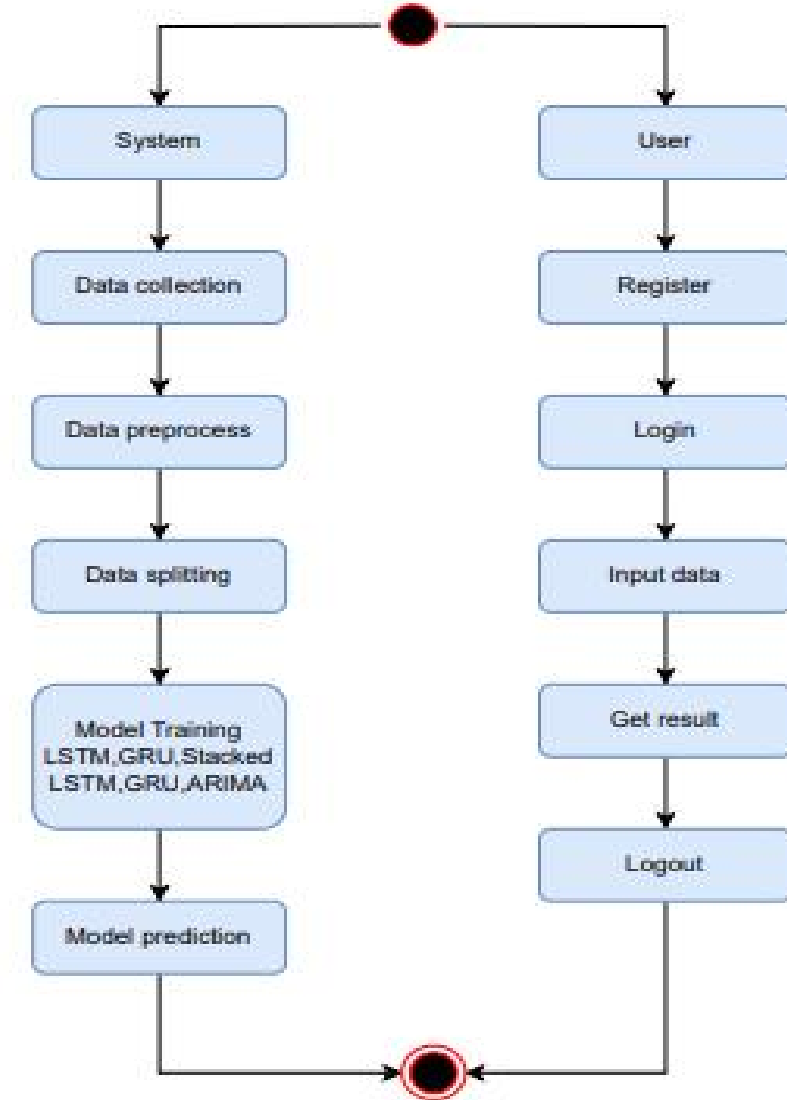 System
Data collection
Data preprocess
Data splitting
Model Training
LSTM,GRU,Stacked
LSTM,GRU,ARIMA
Model prediction
User
Register
Login
Input data
Get result
Logout